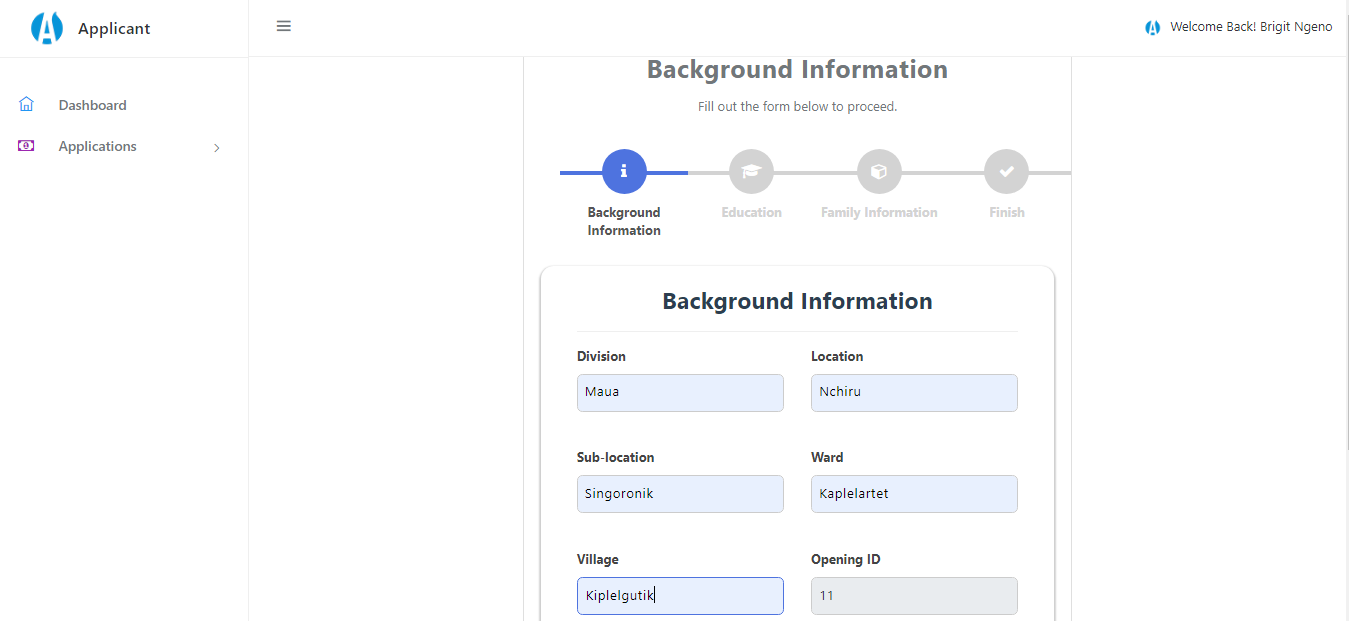 Applicant
Welcome Back! Brigit Ngeno
Dashboard
Applications
Background Information
Fill out the form below to proceed.
Background Information
Education
Family Information
Finish
Background Information
Division
Location
Maua
Nchiru
Sub-location
Ward
Singoronik
Kaplelartet
Village
Opening ID
Kiplelgutik
11